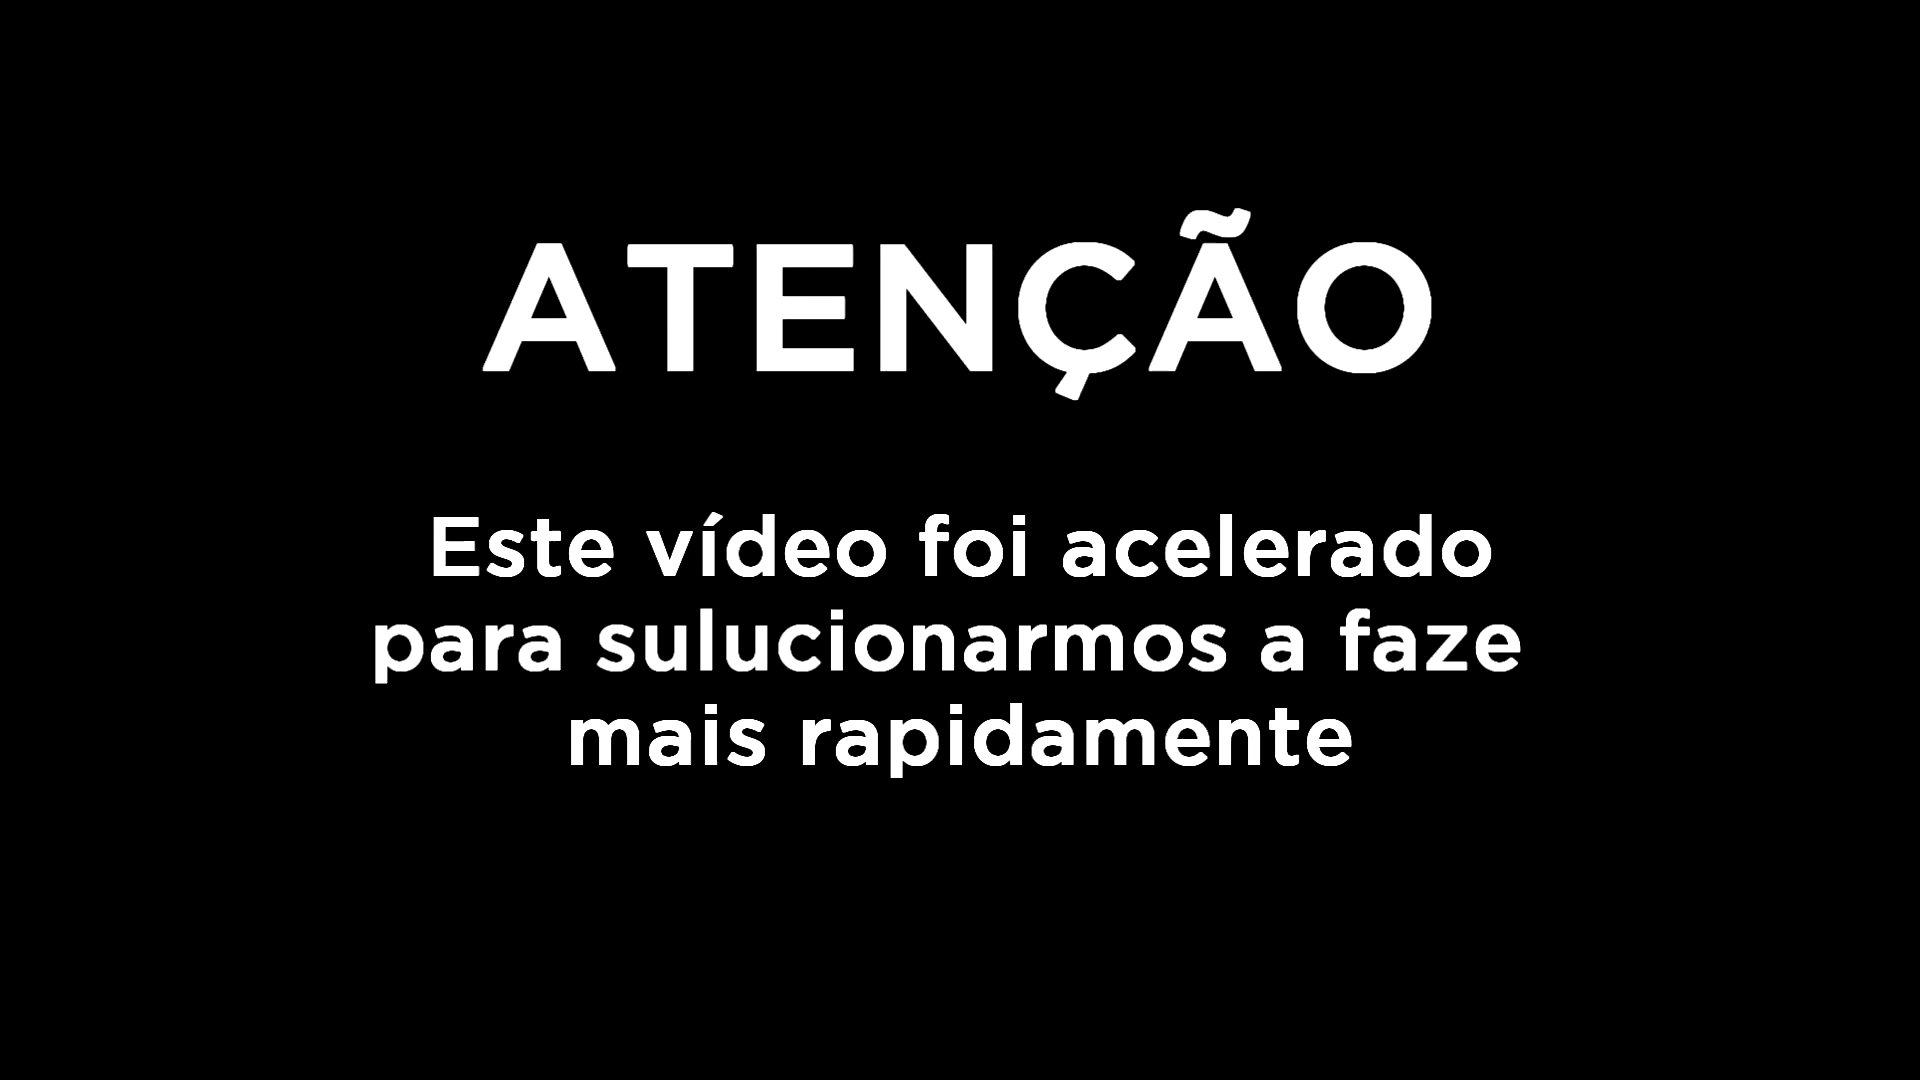 ATENÇÃO
Este vídeo foi acelerado
para sulucionarmos a faze
mais rapidamente